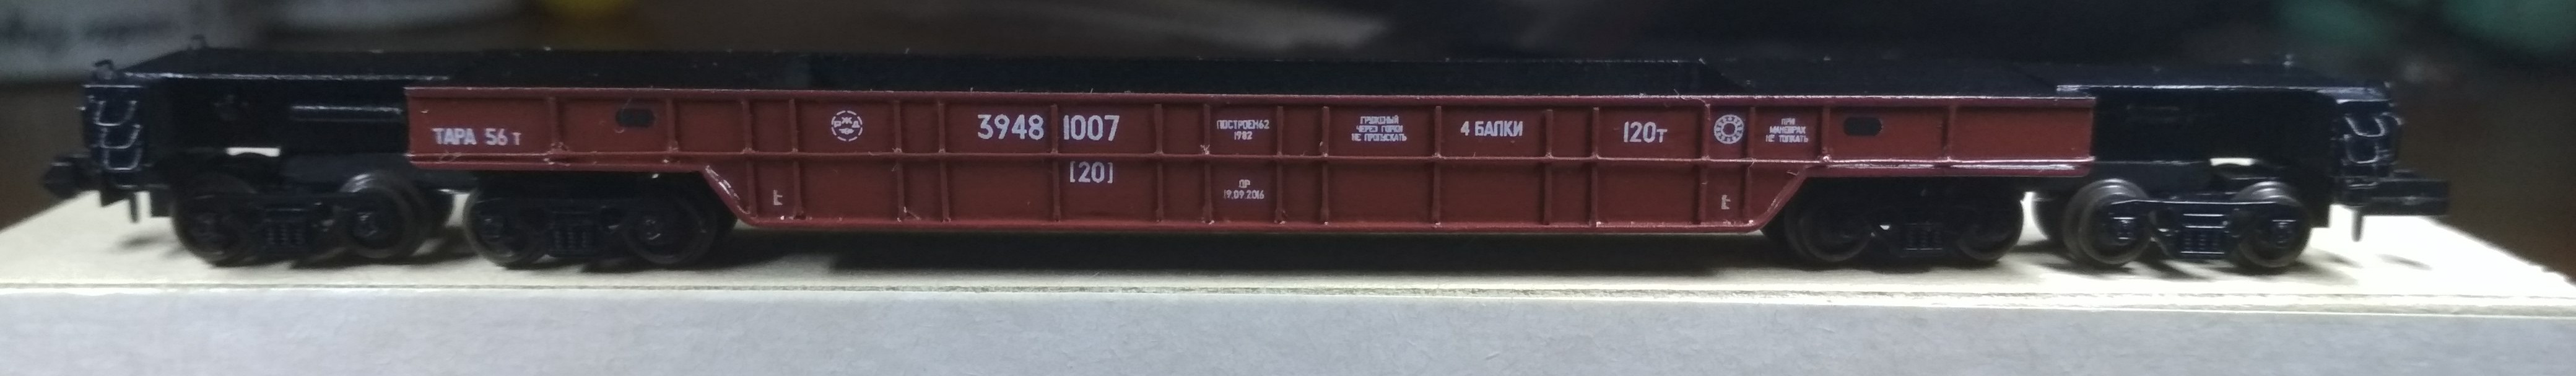 ТАРА 56 т
РЖД
3948 1007
[20]
ПОСТРОЕН 62
1982
ДР
19.09.2016
ГРУЖЕНЫЙ
ЧЕРЕЗ ГОРКИ
НЕ ПРОПУСКАТЬ
4 БАЛКИ
120т
ПРИ
МАНЕВРАХ
НЕ ТОЛКАТЬ